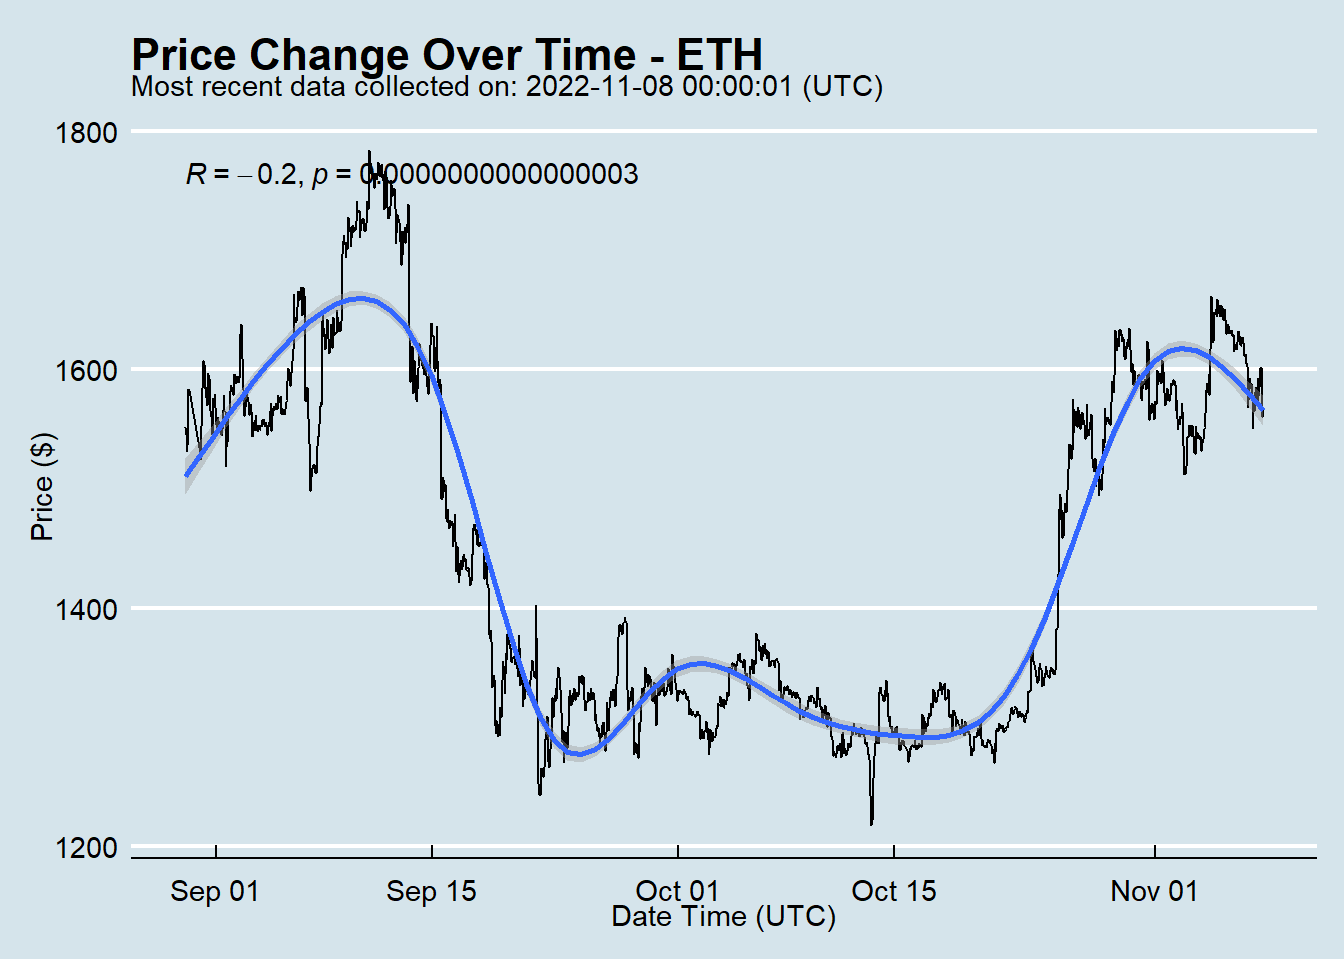 Price Change Over Time - ETH
Most recent data collected on: 2022-11-08 00:00:01 (UTC)
R = −0.2, p = 0.0000000000000003
1800
1600
1400
1200
Price ($)
Sep 01 Sep 15 Oct 01 Oct 15 Nov 01
Date Time (UTC)